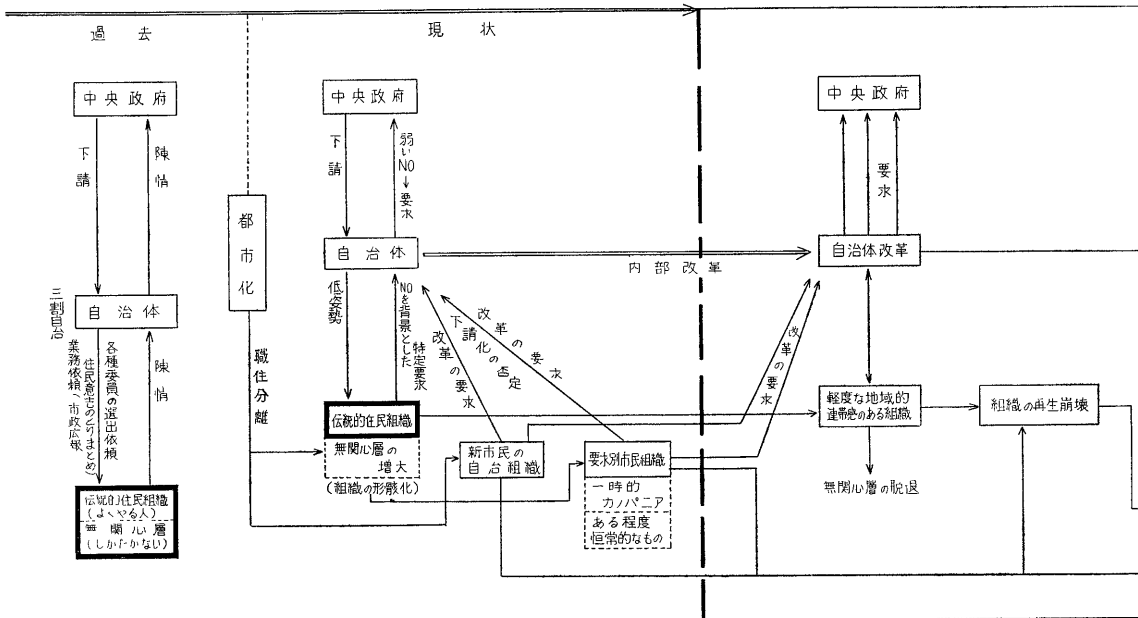 過去
現状
中央政府
下請
陳情
自治体
三割自治
業務依頼(市政広報
住民意志のとりまとめ)
各種委員の選出依頼
陳情
伝統的住民組織
(よくやる人)
無関心層
(しかたがない)
都市化
職住分離
中央政府
下請
弱いNO→要求
自治体
低姿勢
NOを背景とした
特定要求
改革の要求
下請化の否定
改革の要求
伝統的住民組織
無関心層の
増大
(組織の形骸化)
新市民の
自治組織
要求別市民組織
一時的
カンパニア
ある程度
恒常的なもの
内部改革
中央政府
要求
自治体改革
改革の要求
軽度な地域的
連帯感のある組織
無関心層の脱退
組織の再生崩壊